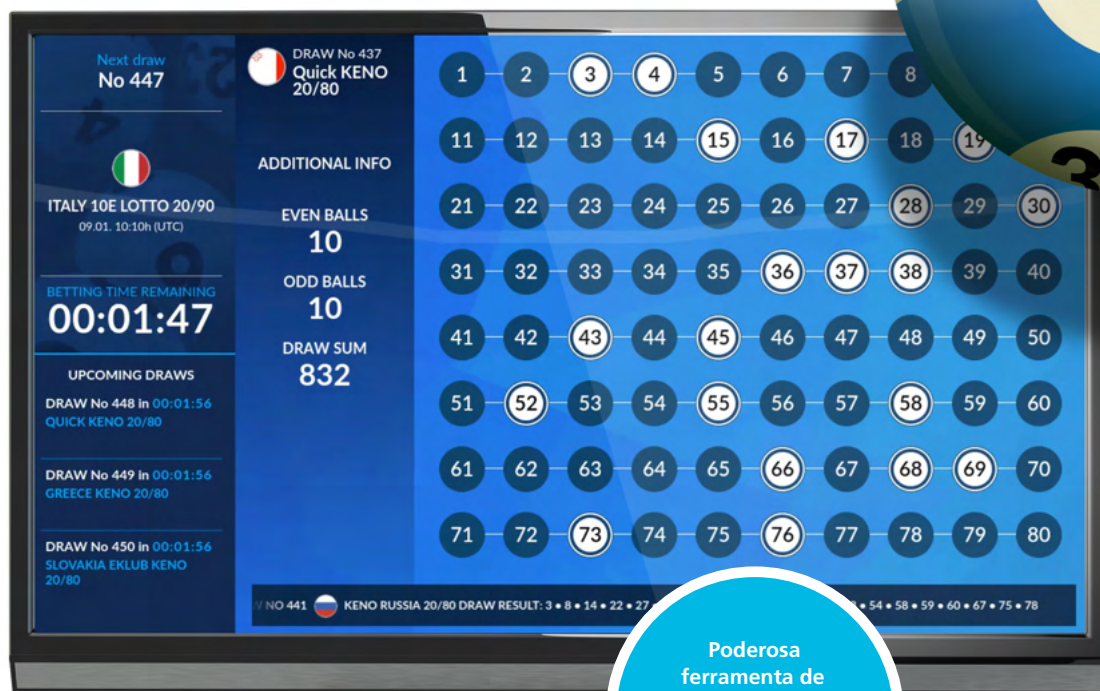 Next draw
No 447
ITALY 10E LOTTO 20/90
09.01. 10:10h (UTC)
BETTING TIME REMAINING
00:01:47
UPCOMING DRAWS
DRAW No 448 in 00:01:56
QUICK KENO 20/80
DRAW No 449 in 00:01:56
GREECE KENO 20/80
DRAW No 450 in 00:01:56
SLOVAKIA EKLUB KENO
20/80
DRAW No 437
Quick KENO
20/80
ADDITIONAL INFO
EVEN BALLS
10
ODD BALLS
10
DRAW SUM
832
1 2 3 4 5 6 7 8
11 12 13 14 15 16 17 18 19
21 22 23 24 25 26 27 28 29 30
31 32 33 34 35 36 37 38 39 40
41 42 43 44 45 46 47 48 49 50
51 52 53 54 55 56 57 58 59 60
61 62 63 64 65 66 67 68 69 70
71 72 73 74 75 76 77 78 79 80
NO 441 KENO RUSSIA 20/80 DRAW RESULT: 3 • 8 • 14 • 22 • 27 • 54 • 58 • 59 • 60 • 67 • 75 • 78
3
Poderosa
ferramenta de